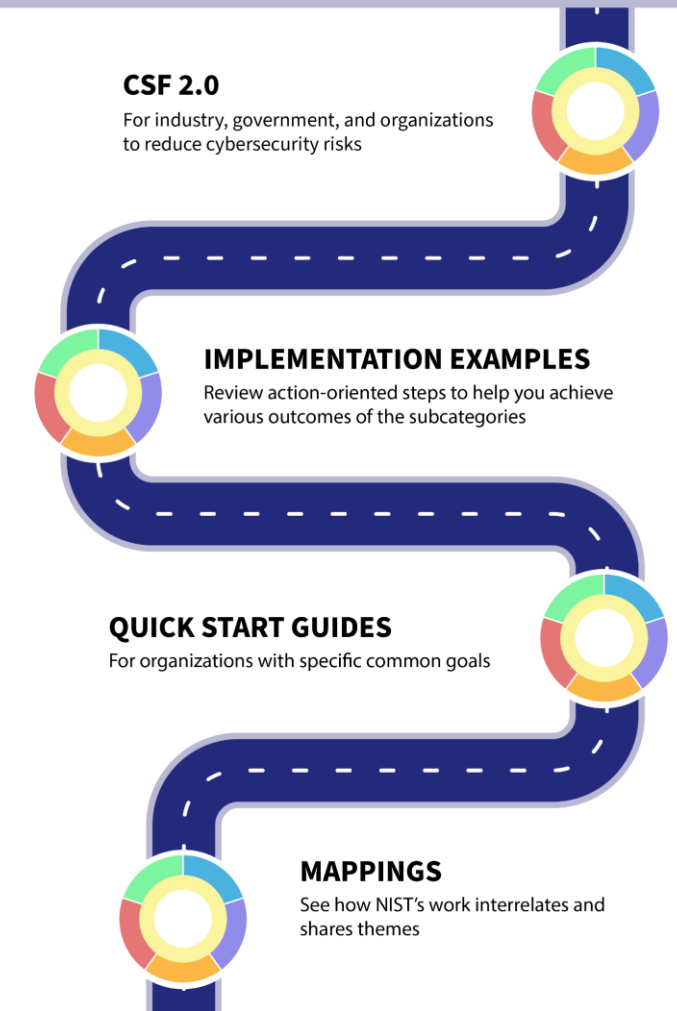 CSF 2.0
For industry, government, and organizations
to reduce cybersecurity risks
IMPLEMENTATION EXAMPLES
Review action-oriented steps to help you achieve
various outcomes of the subcategories
QUICK START GUIDES
For organizations with specific common goals
MAPPINGS
See how NIST’s work interrelates and
shares themes